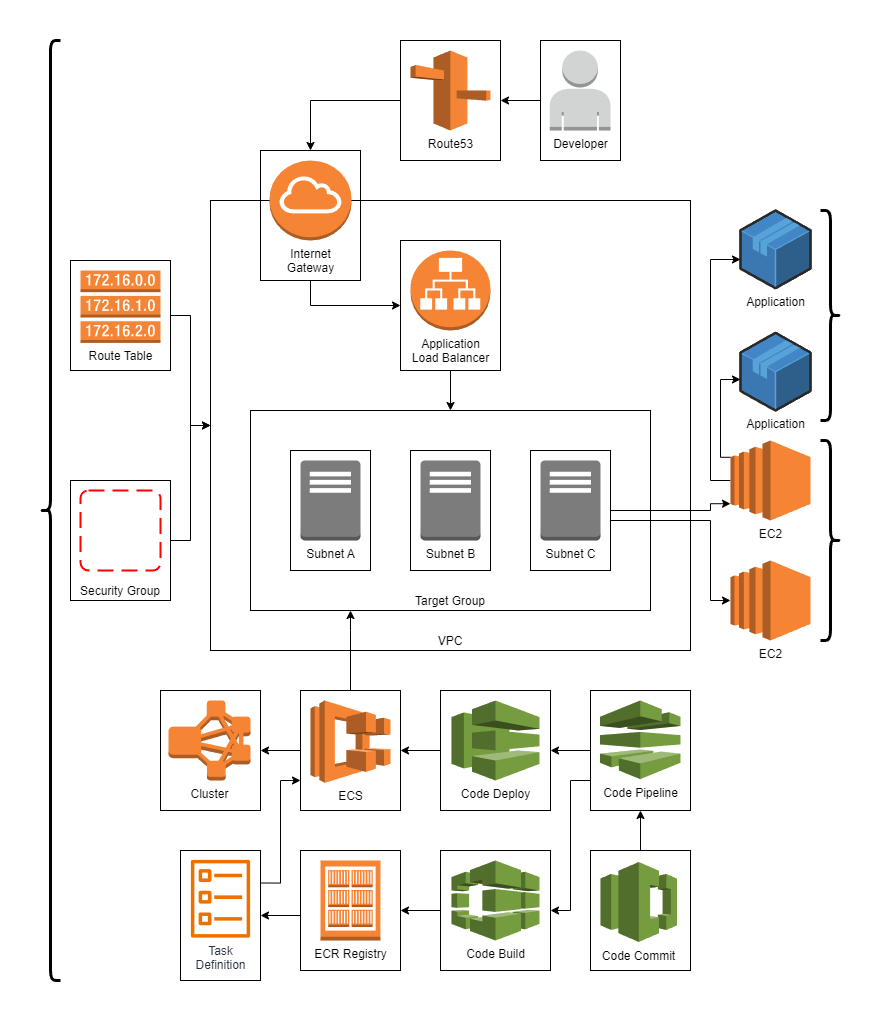 Route53
Developer
Internet
Gateway
172.16.0.0
172.16.1.0
172.16.2.0
Route Table
Application
Load Balancer
Application
Application
Security Group
Subnet A
Subnet B
Subnet C
EC2
Target Group
VPC
EC2
Cluster
ECS
Code Deploy
Code Pipeline
Task
Definition
ECR Registry
Code Build
Code Commit